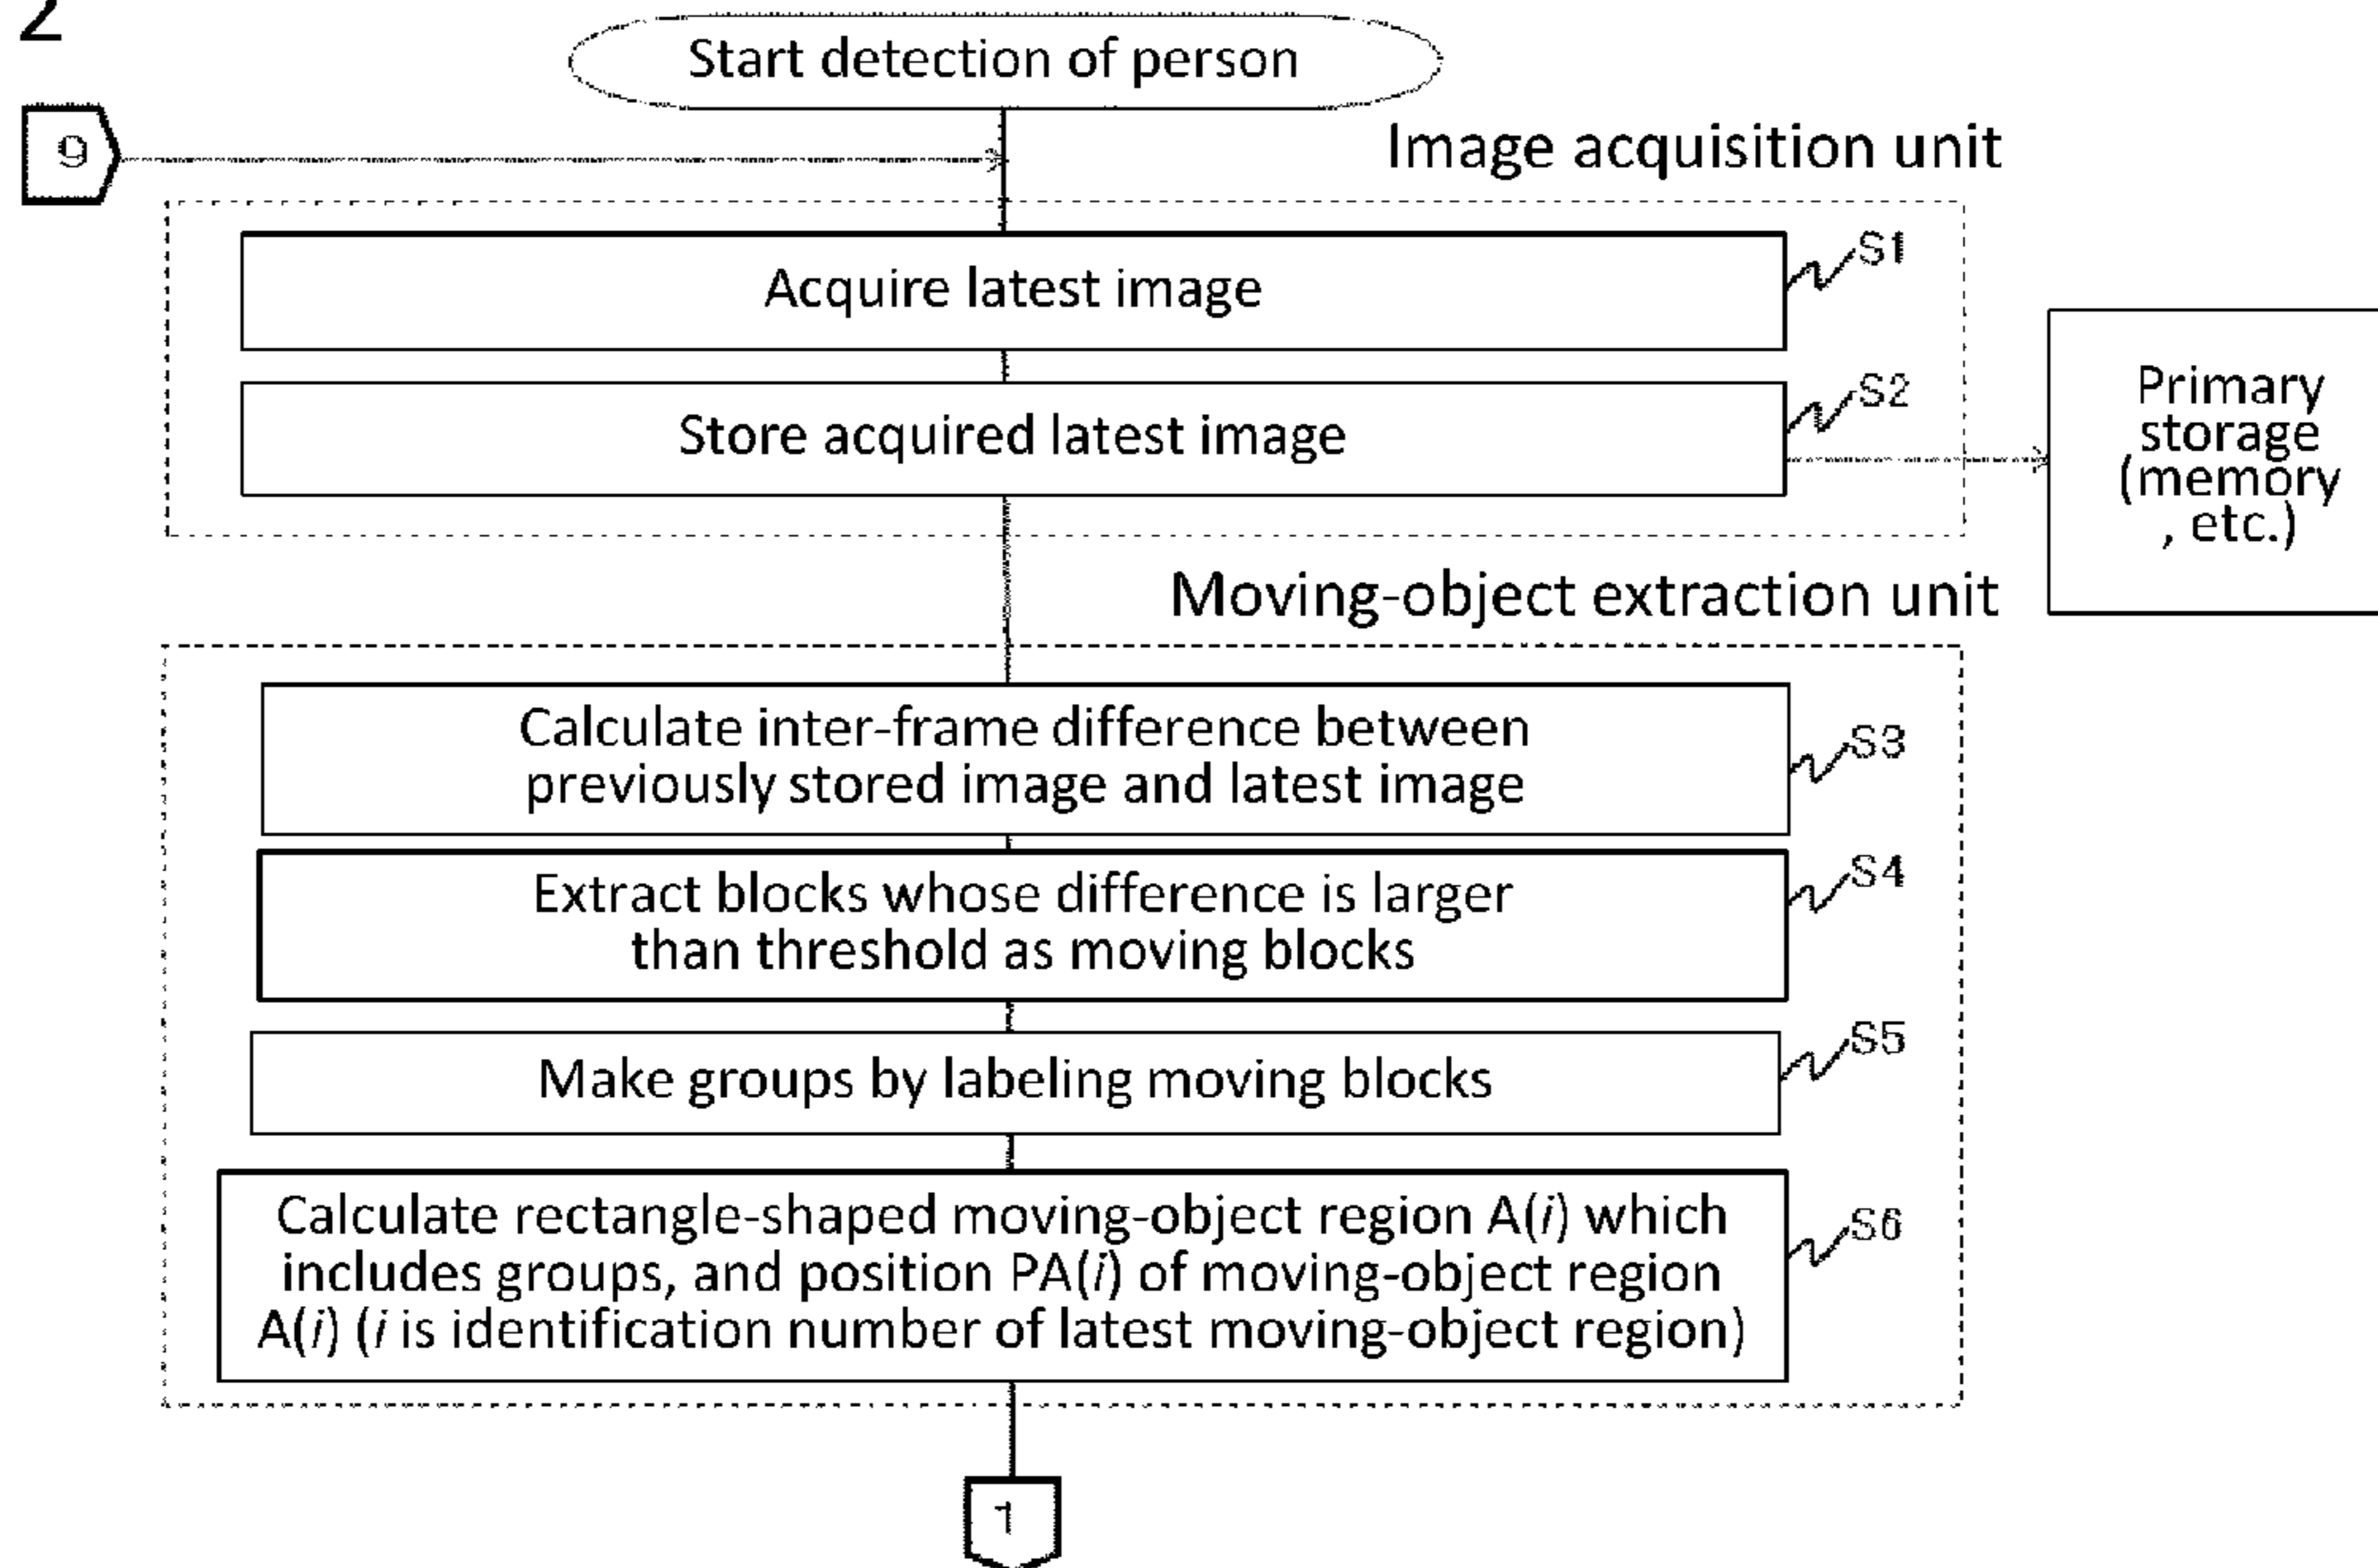 2
Start detection of person
9
Image acquisition unit
Acquire latest image
S1
Store acquired latest image
S2
Primary
storage
(memory
, etc.)
Moving-object extraction unit
Calculate inter-frame difference between
previously stored image and latest image
S3
Extract blocks whose difference is larger
than threshold as moving blocks
S4
Make groups by labeling moving blocks
S5
Calculate rectangle-shaped moving-object region A(i) which
includes groups, and position PA(i) of moving-object region
A(i) (i is identification number of latest moving-object region)
S6
1